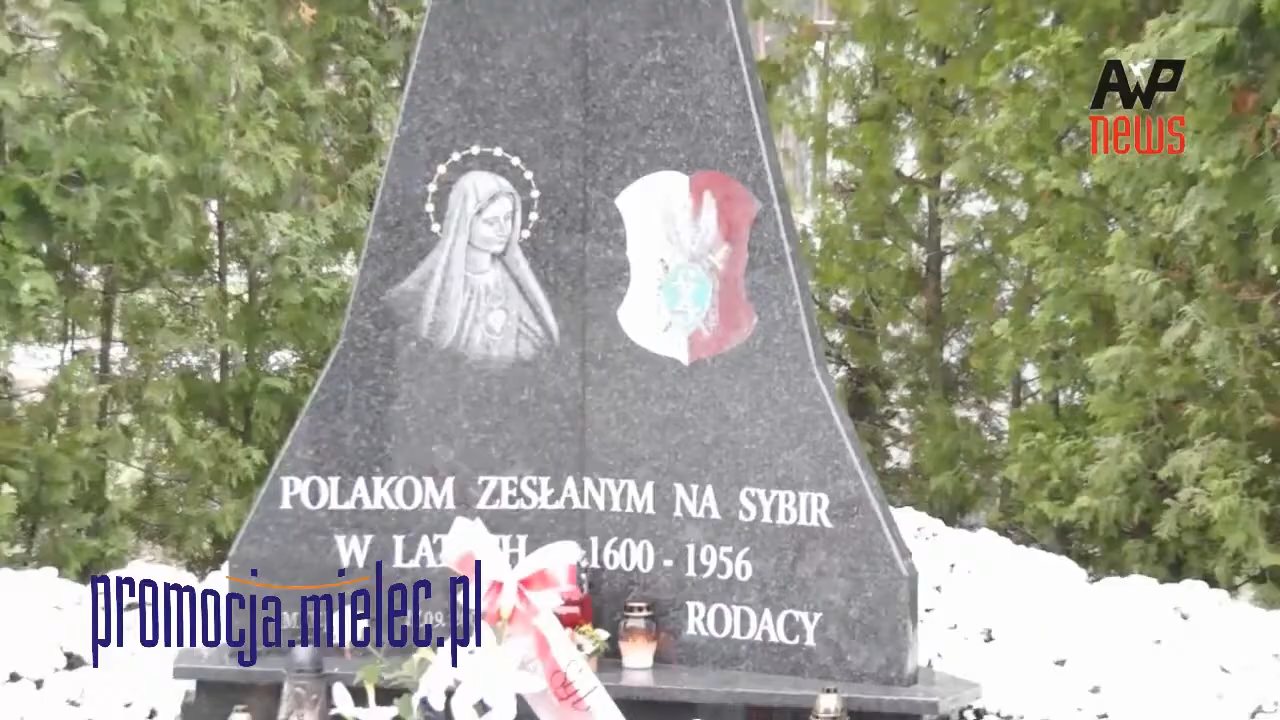 AWP
news
POLAKOM ZESŁANYM NA SYBIR
W 1600 - 1956
RODACY
promocja.mielec.pl